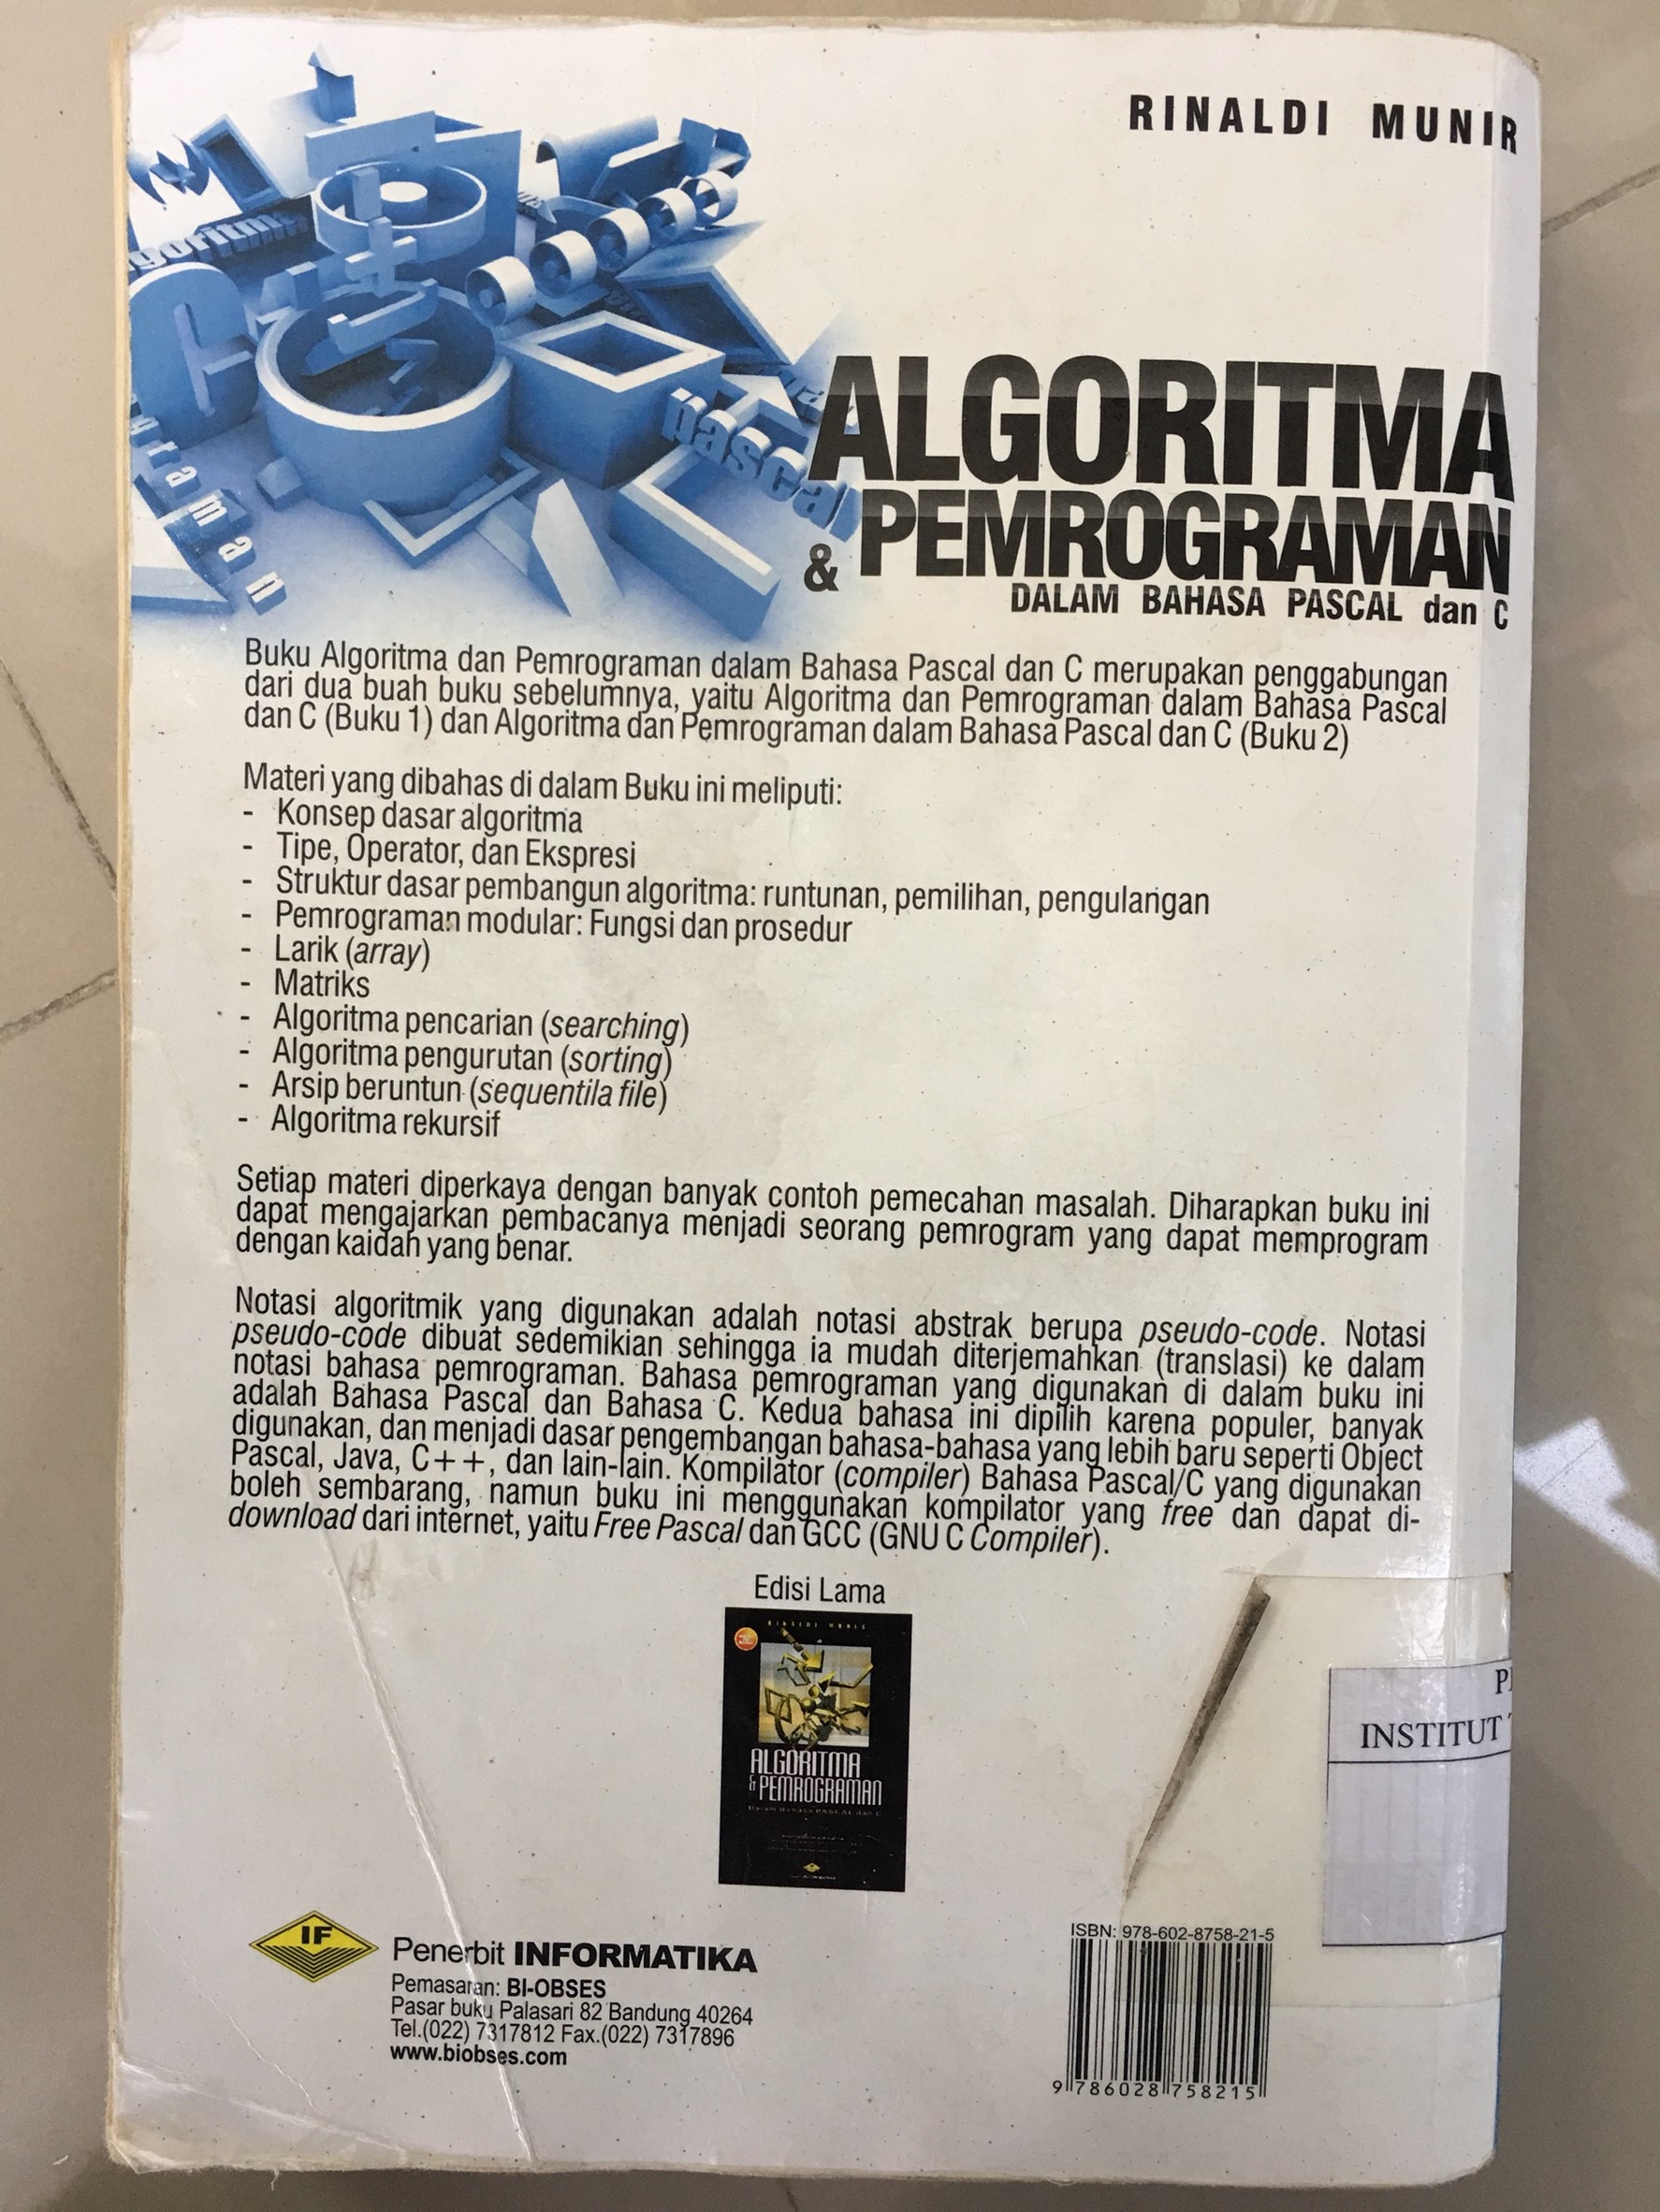 RINALDI MUNIR
ALGORITMA
& PEMROGRAMAN
DALAM BAHASA PASCAL dan C
goritm
pascal
Buku Algoritma dan Pemrograman dalam Bahasa Pascal dan C merupakan penggabungan
dari dua buah buku sebelumnya, yaitu Algoritma dan Pemrograman dalam Bahasa Pascal
dan C (Buku 1) dan Algoritma dan Pemrograman dalam Bahasa Pascal dan C (Buku 2)
Materi yang dibahas di dalam Buku ini meliputi:
- Konsep dasar algoritma
- Tipe, Operator, dan Ekspresi
- Struktur dasar pembangun algoritma: runtunan, pemilihan, pengulangan
- Pemrograman modular: Fungsi dan prosedur
- Larik (array)
- Matriks
- Algoritma pencarian (searching)
- Algoritma pengurutan (sorting)
- Arsip beruntun (sequentila file)
- Algoritma rekursif
Setiap materi diperkaya dengan banyak contoh pemecahan masalah. Diharapkan buku ini
dapat mengajarkan pembacanya menjadi seorang pemrogram yang dapat memprogram
dengan kaidah yang benar.
Notasi algoritmik yang digunakan adalah notasi abstrak berupa pseudo-code. Notasi
pseudo-code dibuat sedemikian sehingga ia mudah diterjemahkan (translasi) ke dalam
notasi bahasa pemrograman. Bahasa pemrograman yang digunakan di dalam buku ini
adalah Bahasa Pascal dan Bahasa C. Kedua bahasa ini dipilih karena populer, banyak
digunakan, dan menjadi dasar pengembangan bahasa-bahasa yang lebih baru seperti Object
Pascal, Java, C++, dan lain-lain. Kompilator (compiler) Bahasa Pascal/C yang digunakan
boleh sembarang, namun buku ini menggunakan kompilator yang free dan dapat di-
download dari internet, yaitu Free Pascal dan GCC (GNU C Compiler).
Edisi Lama
RINALDI MUNIR
ALGORITMA
& PEMROGRAMAN
Dalam Bahasa PASCAL dan C
P
INSTITUT
IF
Penerbit INFORMATIKA
Pemasaran: BI-OBSES
Pasar buku Palasari 82 Bandung 40264
Tel.(022) 7317812 Fax.(022) 7317896
www.biobses.com
ISBN: 978-602-8758-21-5
9 786028 758215